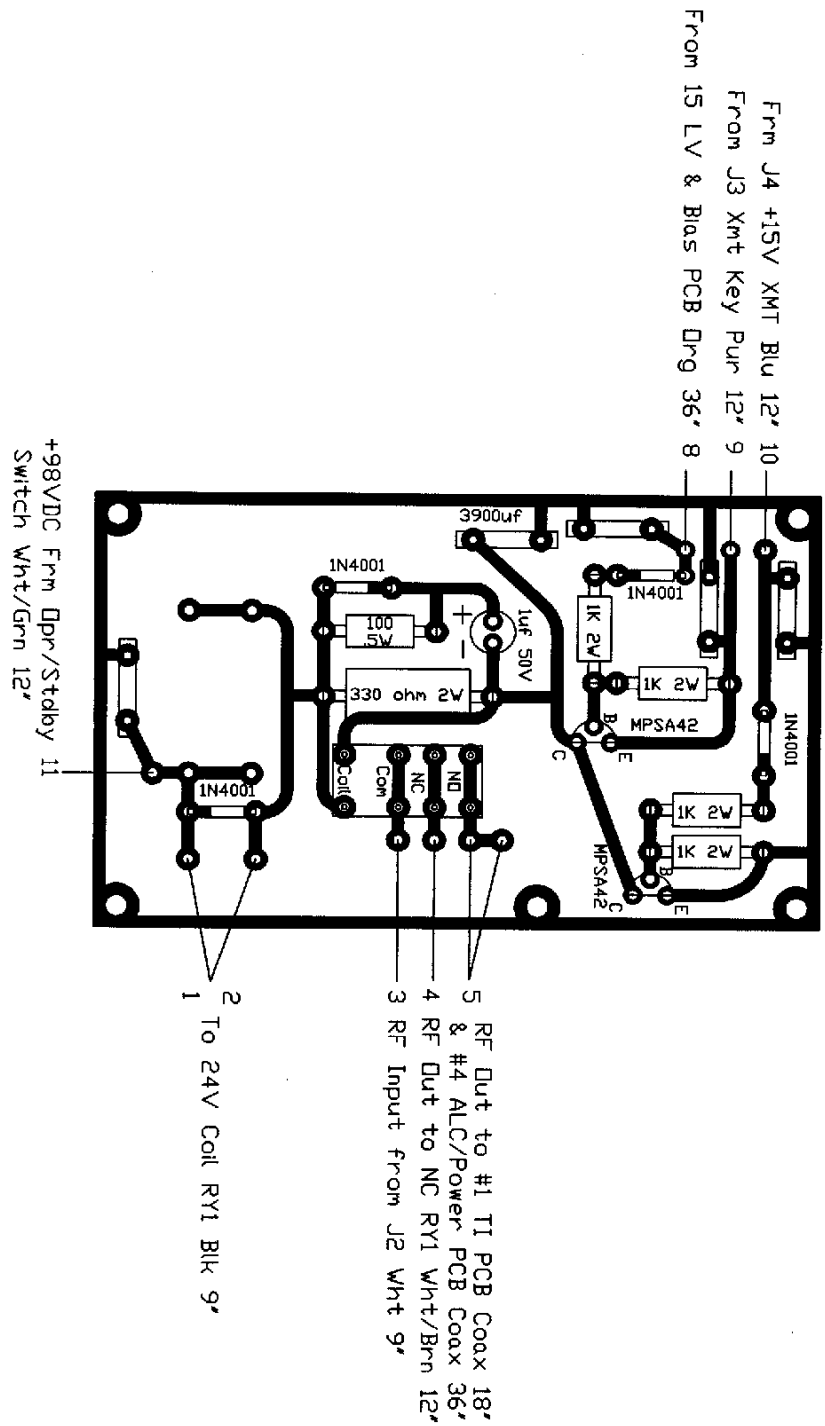 Frm J4 +15V XMT Blu 12" 10
From J3 Xmt Key Pur 12" 9
From 15 LV & Bias PCB Org 36" 8
+98VDC Frm Opr/Stdby 11
Switch Wht/Grn 12"
3900uf
1N4001
100
.5W
+
-
1uf 50V
330 ohm 2W
Coil
Com
NC
NO
1N4001
1N4001
1K 2W
1K 2W
B
C
E
MPSA42
1N4001
1K 2W
1K 2W
MPSA42
B
C
E
5 RF Out to #1 TI PCB Coax 18"
& #4 ALC/Power PCB Coax 36"
4 RF Out to NC RY1 Wht/Brn 12"
3 RF Input from J2 Wht 9"
2
1
To 24V Coil RY1 Blk 9"